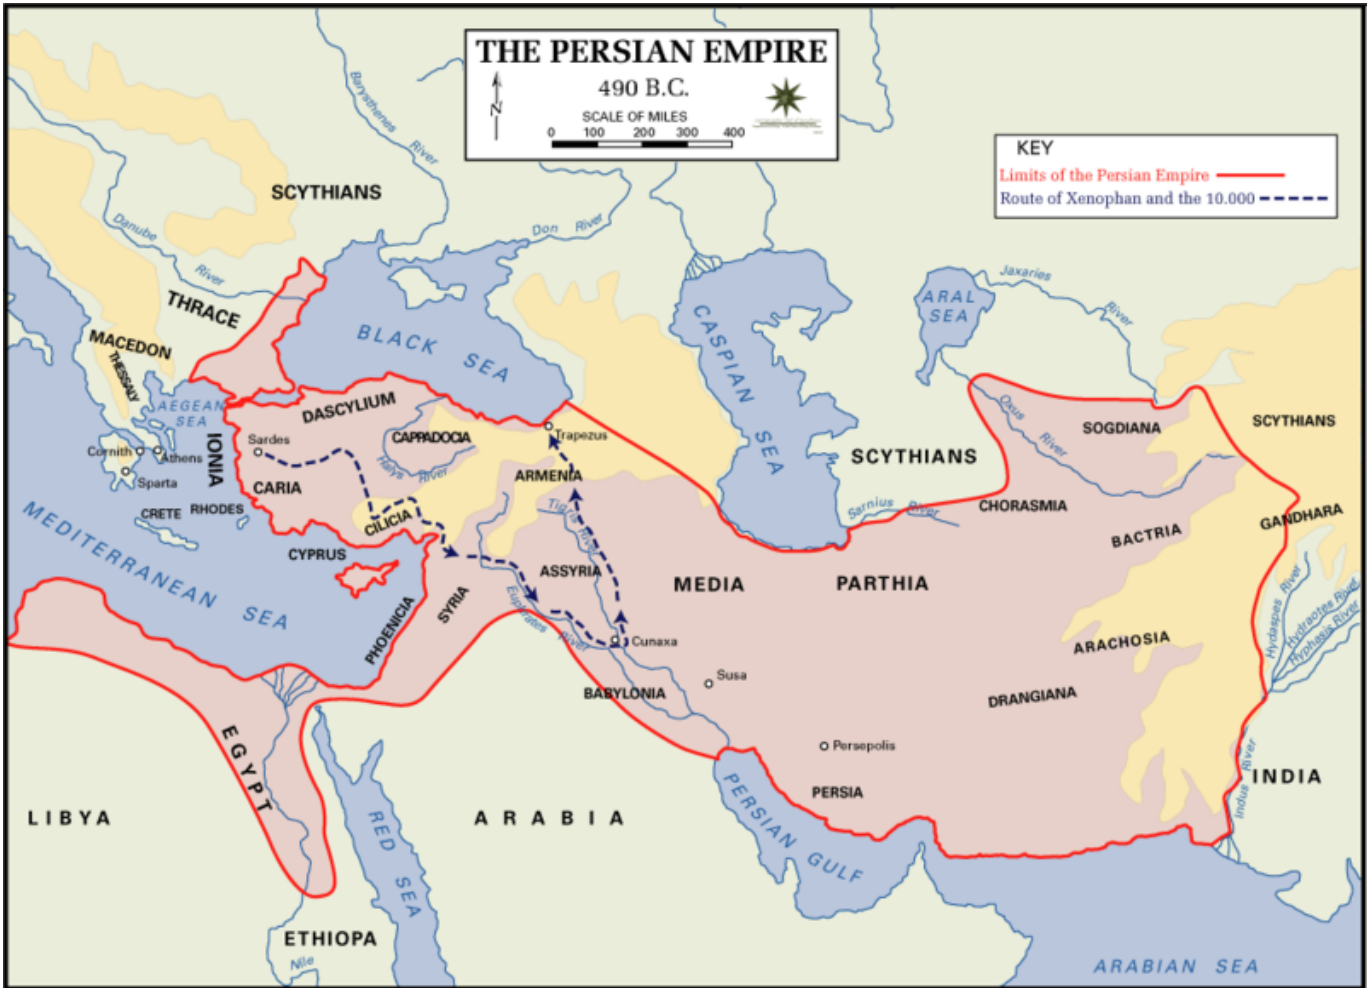 THE PERSIAN EMPIRE
490 B.C.
N
SCALE OF MILES
0 100 200 300 400
KEY
Limits of the Persian Empire
Route of Xenophan and the 10.000
Barysthenes River
SCYTHIANS
Danube River
Don River
THRACE
MACEDON
THESSALY
BLACK SEA
CASPIAN SEA
ARAL SEA
Jaxaries River
Oxus River
AEGEAN SEA
DASCYLIUM
CAPPADOCIA
Halys River
Trapezus
SOGDIANA
SCYTHIANS
SCYTHIANS
Cornith
Athens
Sparta
IONIA
Sardes
CARIA
ARMENIA
Sarnius River
CHORASMIA
BACTRIA
GANDHARA
CRETE
RHODES
CILICIA
Tigris River
MEDITERRANEAN SEA
CYPRUS
PHOENICIA
SYRIA
ASSYRIA
MEDIA
PARTHIA
Euphrates River
Cunaxa
Hydaspes River
Hydraotes River
Hyphasis River
ARACHOSIA
BABYLONIA
Susa
DRANGIANA
EGYPT
Persepolis
PERSIA
Indus River
INDIA
LIBYA
ARABIA
RED SEA
PERSIAN GULF
ETHIOPA
Nile
ARABIAN SEA